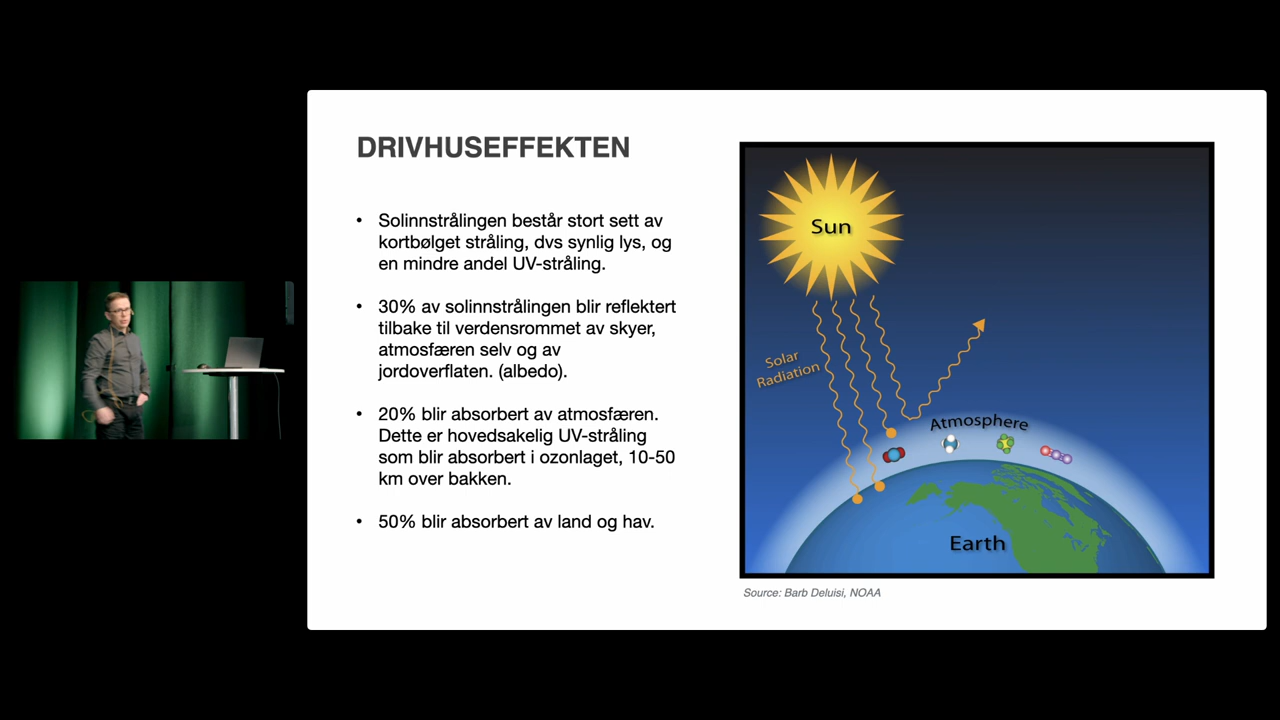 DRIVHUSEFFEKTEN
• Solinnstrålingen består stort sett av
kortbølget stråling, dvs synlig lys, og
en mindre andel UV-stråling.
• 30% av solinnstrålingen blir reflektert
tilbake til verdensrommet av skyer,
atmosfæren selv og av
jordoverflaten. (albedo).
• 20% blir absorbert av atmosfæren.
Dette er hovedsakelig UV-stråling
som blir absorbert i ozonlaget, 10-50
km over bakken.
• 50% blir absorbert av land og hav.
Sun
Solar
Radiation
Atmosphere
Earth
Source: Barb Deluisi, NOAA